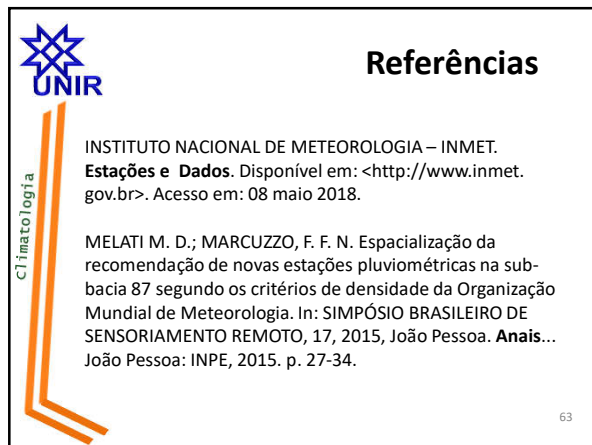 UNIR
Referências
Climatologia
INSTITUTO NACIONAL DE METEOROLOGIA – INMET.
Estações e Dados. Disponível em: <http://www.inmet.
gov.br>. Acesso em: 08 maio 2018.
MELATI M. D.; MARCUZZO, F. F. N. Espacialização da
recomendação de novas estações pluviométricas na sub-
bacia 87 segundo os critérios de densidade da Organização
Mundial de Meteorologia. In: SIMPÓSIO BRASILEIRO DE
SENSORIAMENTO REMOTO, 17, 2015, João Pessoa. Anais...
João Pessoa: INPE, 2015. p. 27-34.
63